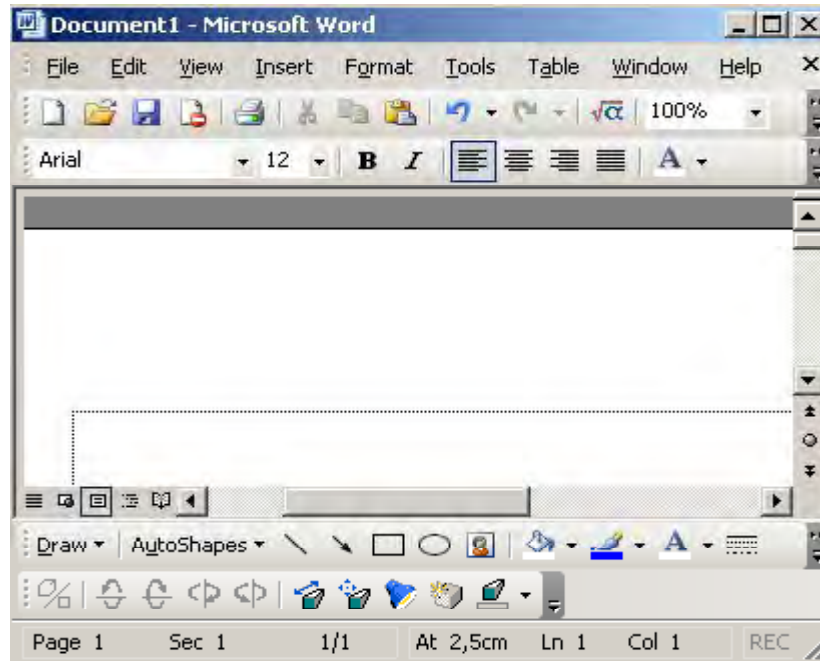 Document1 - Microsoft Word
File Edit View Insert Format Tools Table Window Help
100%
Arial 12 B I A
Draw AutoShapes A
Page 1 Sec 1 1/1 At 2,5cm Ln 1 Col 1 REC